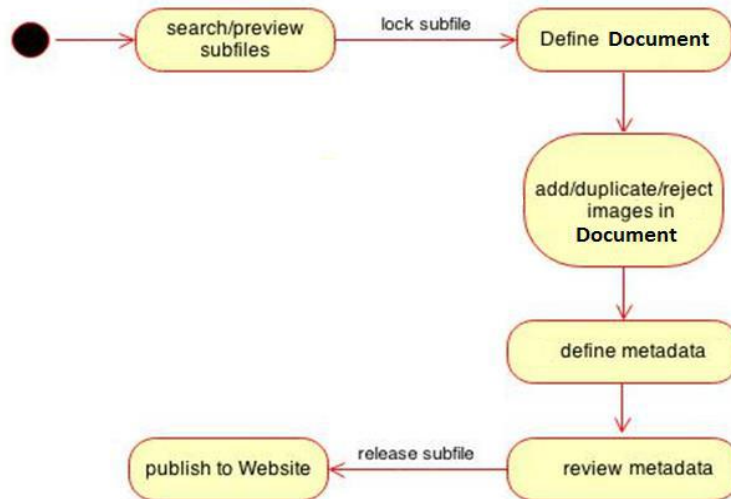 search/preview
subfiles
lock subfile
Define Document
add/duplicate/reject
images in
Document
define metadata
review metadata
release subfile
publish to Website